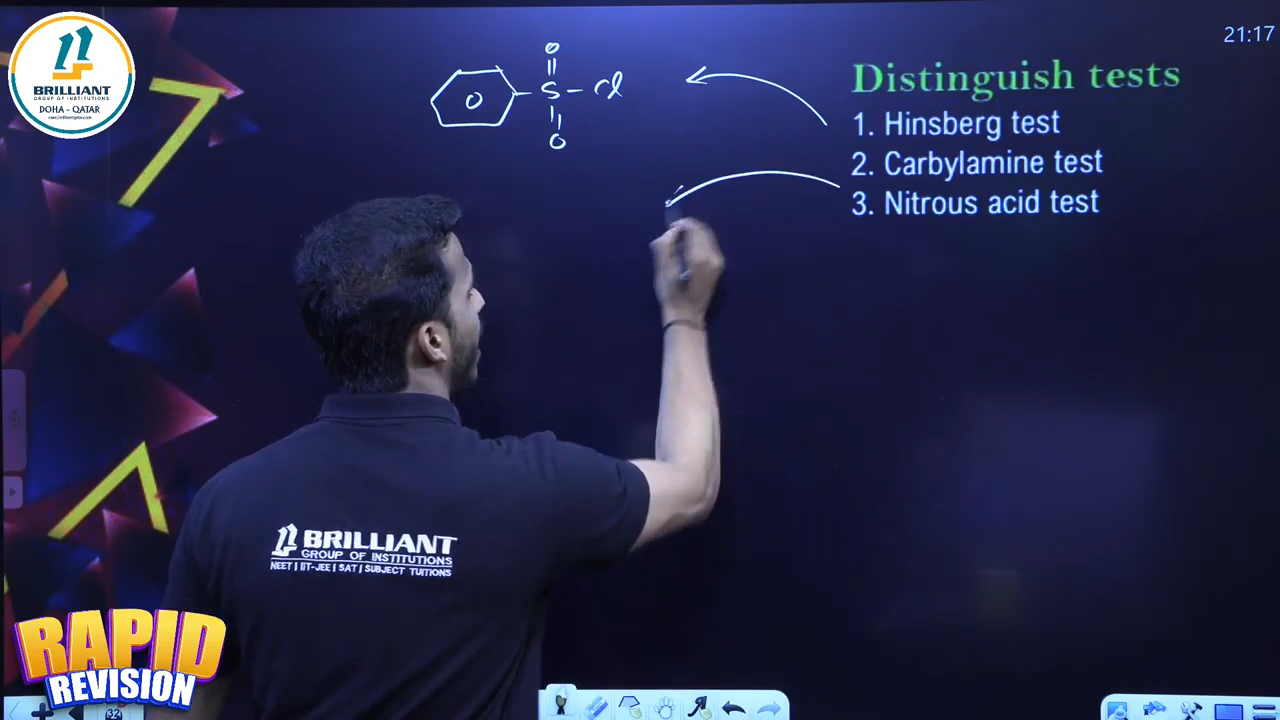 BRILLIANT
GROUP OF INSTITUTIONS
DOHA - QATAR
21:17
O
S - Cl
O
Distinguish tests
1. Hinsberg test
2. Carbylamine test
3. Nitrous acid test
BRILLIANT
GROUP OF INSTITUTIONS
NEET | IIT-JEE | SAT | SUBJECT TUITIONS
RAPID
REVISION
32